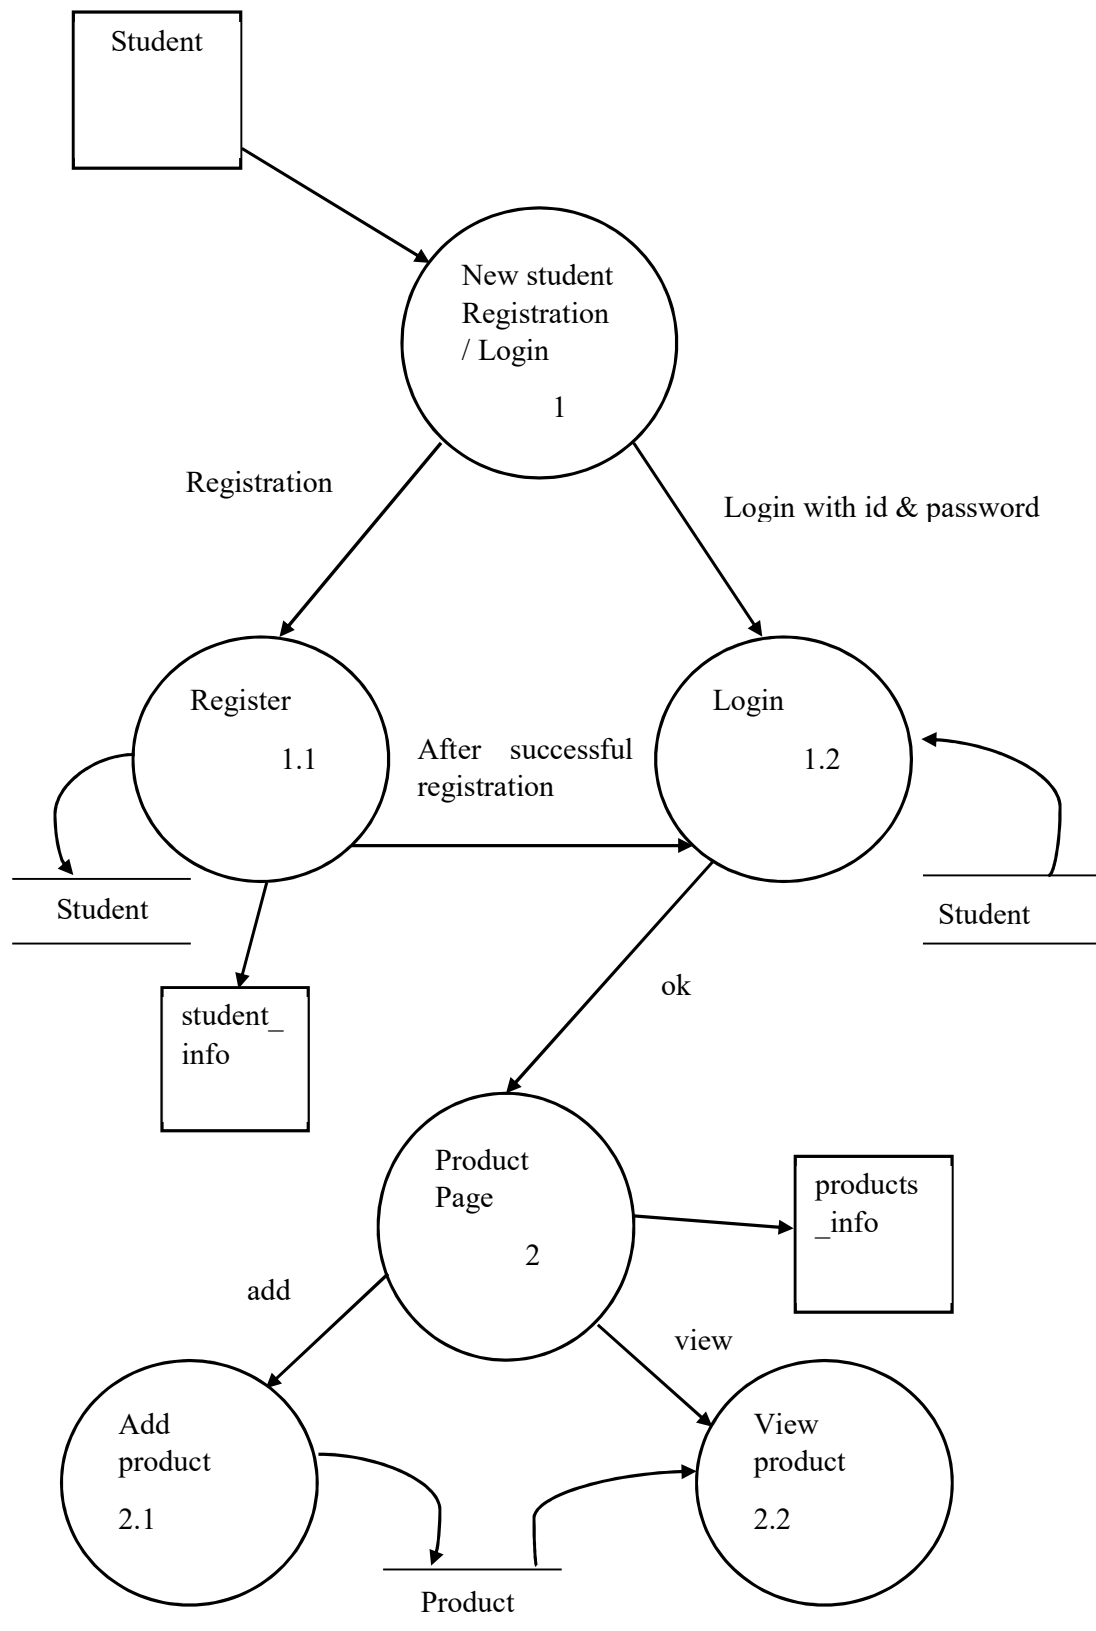 Student
New student
Registration
/ Login
1
Registration
Login with id & password
Register
1.1
After successful
registration
Login
1.2
Student
Student
student_
info
ok
Product
Page
2
products
_info
add
view
Add
product
2.1
View
product
2.2
Product